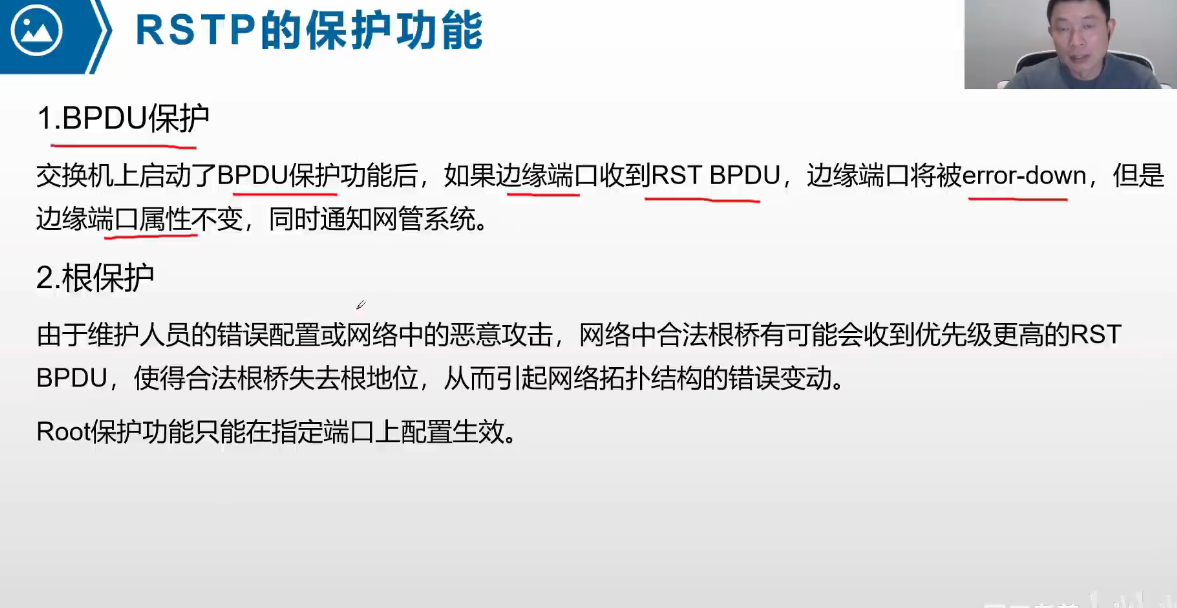 RSTP的保护功能
1.BPDU保护
交换机上启动了BPDU保护功能后，如果边缘端口收到RST BPDU，边缘端口将被error-down，但是
边缘端口属性不变，同时通知网管系统。
2.根保护
由于维护人员的错误配置或网络中的恶意攻击，网络中合法根桥有可能会收到优先级更高的RST
BPDU，使得合法根桥失去根地位，从而引起网络拓扑结构的错误变动。
Root保护功能只能在指定端口上配置生效。